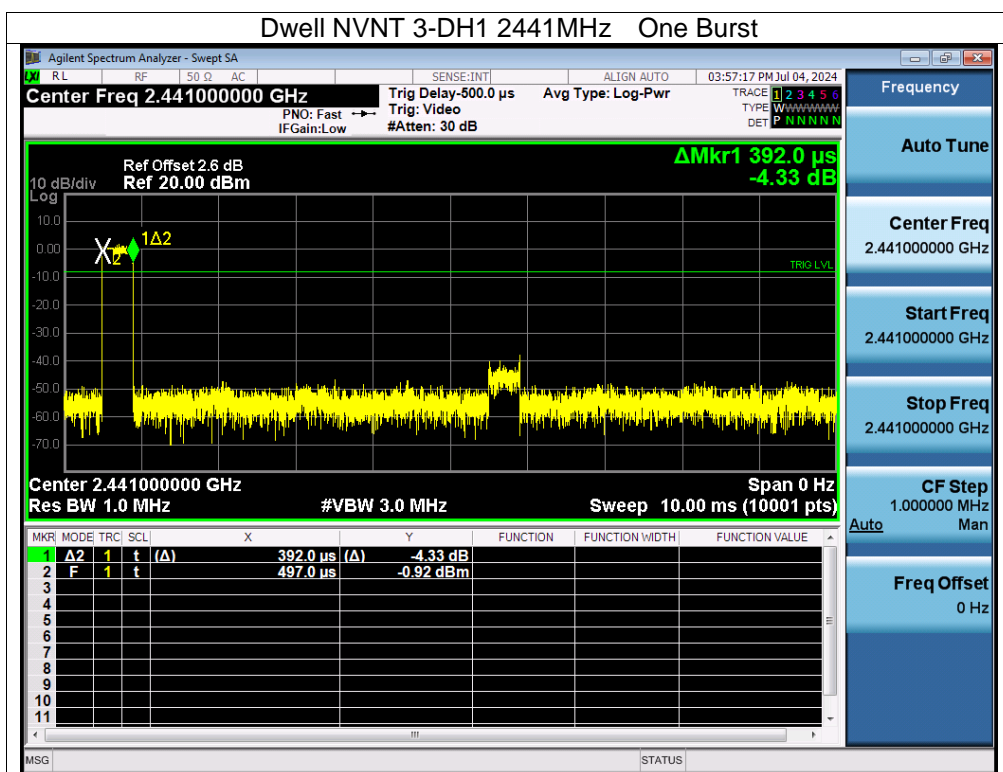 Dwell NVNT 3-DH1 2441MHz One Burst
Agilent Spectrum Analyzer - Swept SA
LXI RL RF 50 Ω AC SENSE:INT ALIGN AUTO 03:57:17 PM Jul 04, 2024
Center Freq 2.441000000 GHz Trig Delay-500.0 µs Avg Type: Log-Pwr TRACE 1 2 3 4 5 6
PNO: Fast Trig: Video TYPE WWWWWW
IFGain:Low #Atten: 30 dB DET P N N N N N
ΔMkr1 392.0 µs
-4.33 dB
Ref Offset 2.6 dB
10 dB/div Ref 20.00 dBm
Log
10.0
0.00
-10.0
-20.0
-30.0
-40.0
-50.0
-60.0
-70.0
1Δ2
X2
TRIG LVL
Center 2.441000000 GHz Span 0 Hz
Res BW 1.0 MHz #VBW 3.0 MHz Sweep 10.00 ms (10001 pts)
MKR MODE TRC SCL X Y FUNCTION FUNCTION WIDTH FUNCTION VALUE
1 Δ2 1 t (Δ) 392.0 µs (Δ) -4.33 dB
2 F 1 t 497.0 µs -0.92 dBm
3
4
5
6
7
8
9
10
11
MSG STATUS
Frequency
Auto Tune
Center Freq
2.441000000 GHz
Start Freq
2.441000000 GHz
Stop Freq
2.441000000 GHz
CF Step
1.000000 MHz
Auto Man
Freq Offset
0 Hz